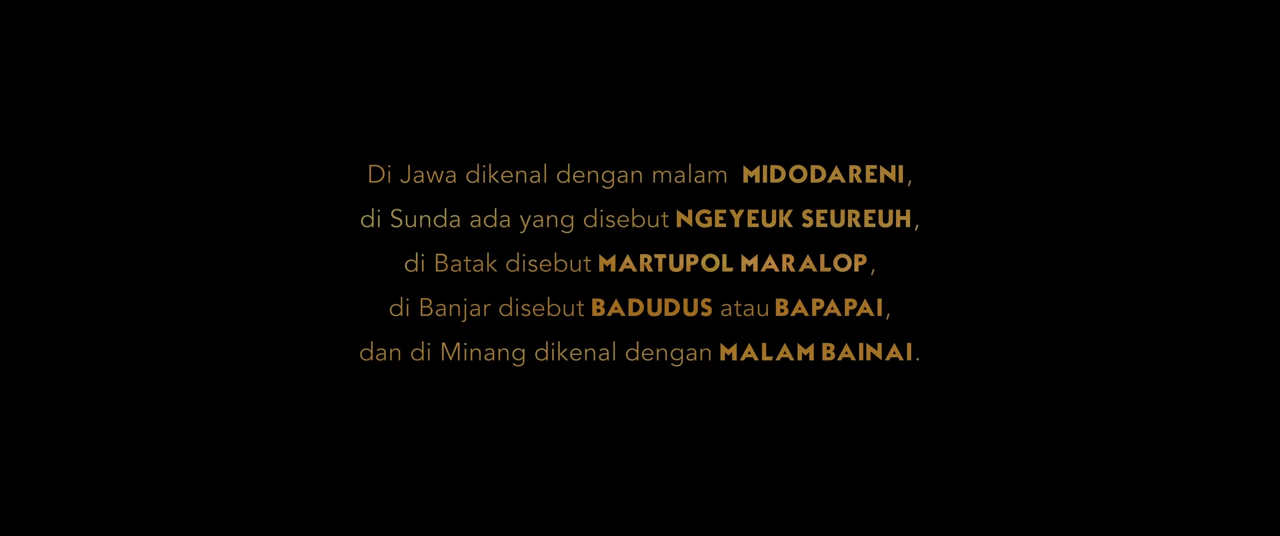 Di Jawa dikenal dengan malam MIDODARENI,
di Sunda ada yang disebut NGEYEUK SEUREUH,
di Batak disebut MARTUPOL MARALOP,
di Banjar disebut BADUDUS atau BAPAPAI,
dan di Minang dikenal dengan MALAM BAINAI.